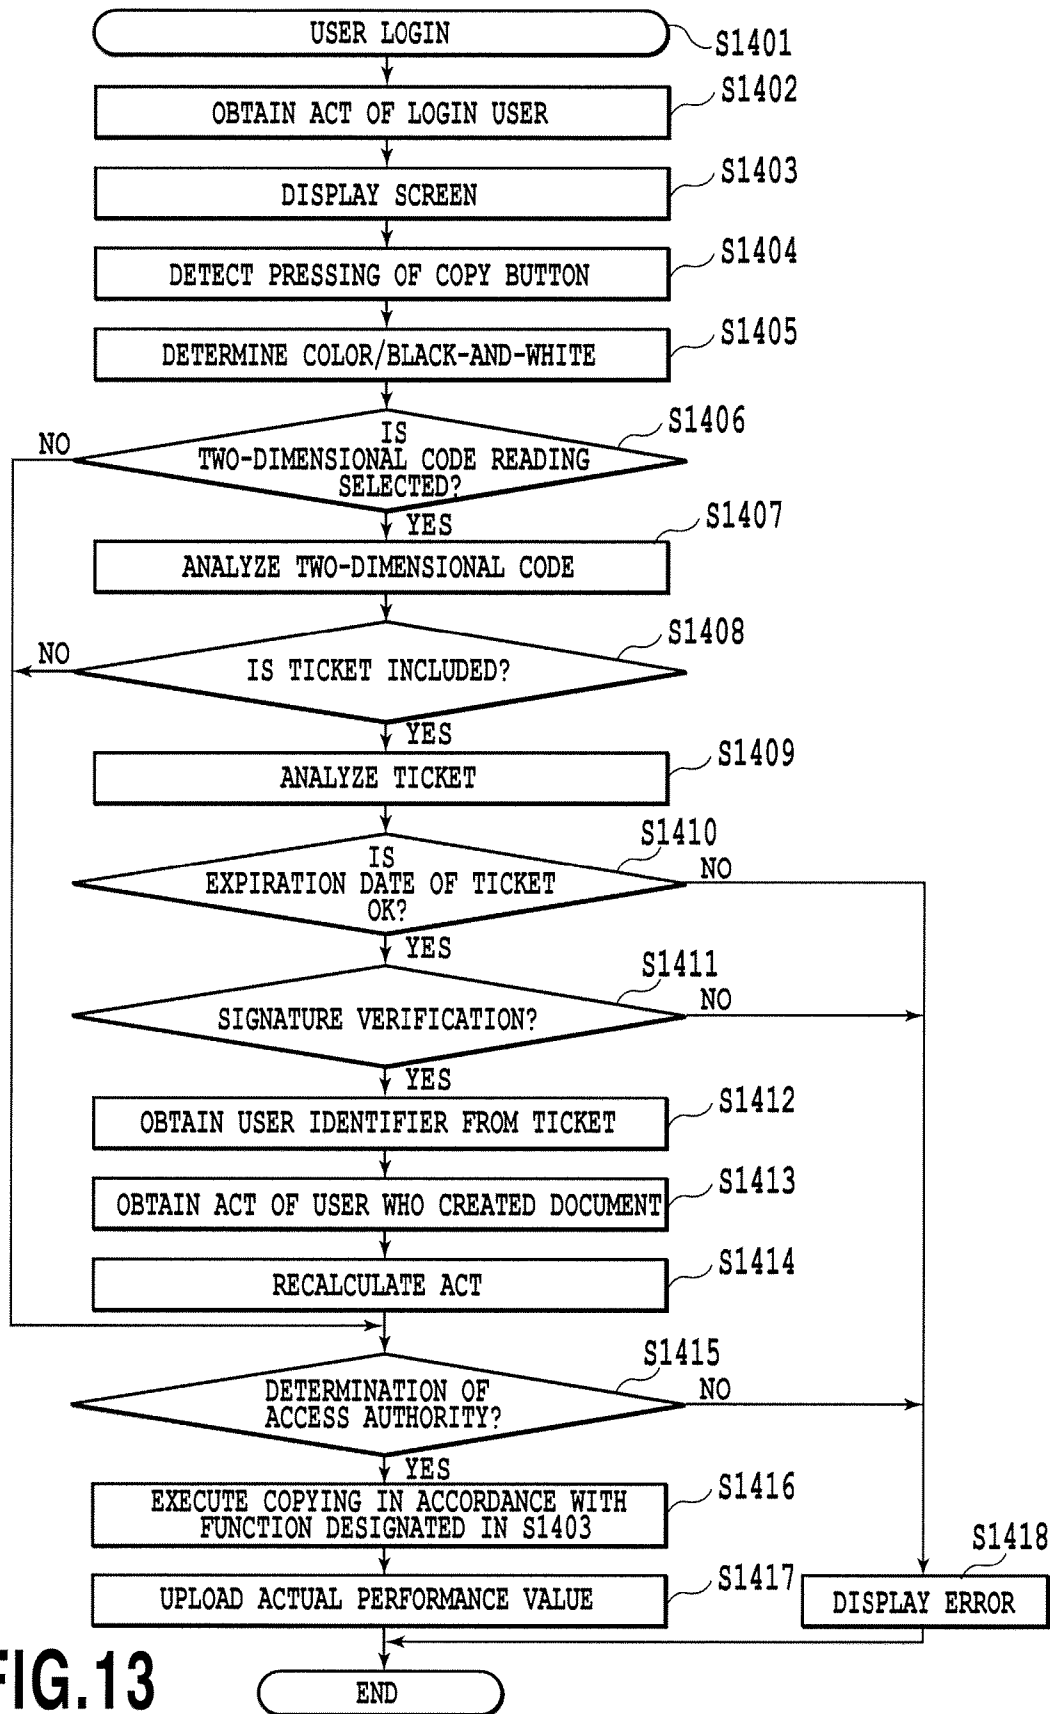 USER LOGIN
S1401
OBTAIN ACT OF LOGIN USER
S1402
DISPLAY SCREEN
S1403
DETECT PRESSING OF COPY BUTTON
S1404
DETERMINE COLOR/BLACK-AND-WHITE
S1405
IS
TWO-DIMENSIONAL CODE READING
SELECTED?
S1406
NO
YES
ANALYZE TWO-DIMENSIONAL CODE
S1407
IS TICKET INCLUDED?
S1408
NO
YES
ANALYZE TICKET
S1409
IS
EXPIRATION DATE OF TICKET
OK?
S1410
NO
YES
SIGNATURE VERIFICATION?
S1411
NO
YES
OBTAIN USER IDENTIFIER FROM TICKET
S1412
OBTAIN ACT OF USER WHO CREATED DOCUMENT
S1413
RECALCULATE ACT
S1414
DETERMINATION OF
ACCESS AUTHORITY?
S1415
NO
YES
EXECUTE COPYING IN ACCORDANCE WITH
FUNCTION DESIGNATED IN S1403
S1416
UPLOAD ACTUAL PERFORMANCE VALUE
S1417
DISPLAY ERROR
S1418
END
FIG.13